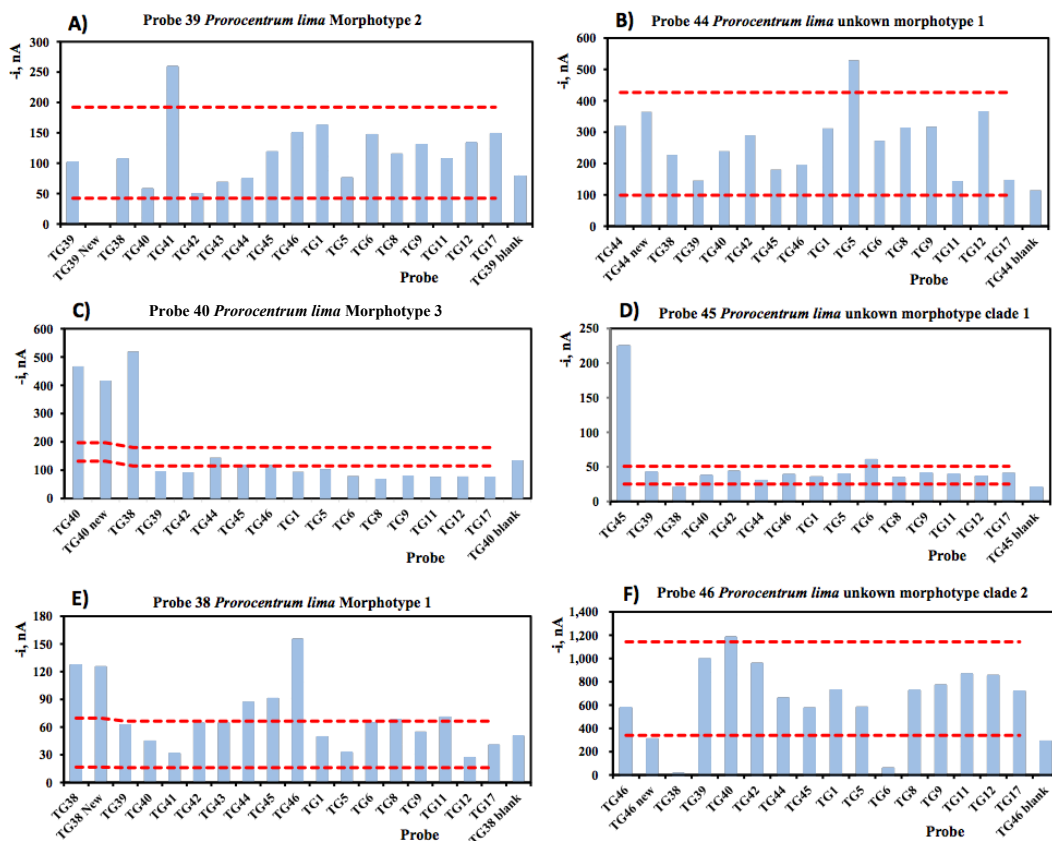 A) Probe 39 Prorocentrum lima Morphotype 2
-i, nA
300
250
200
150
100
50
0
TG39
TG39 New
TG38
TG40
TG41
TG42
TG43
TG44
TG45
TG46
TG1
TG5
TG6
TG8
TG9
TG11
TG12
TG17
TG39 blank
Probe
B) Probe 44 Prorocentrum lima unkown morphotype 1
-i, nA
600
500
400
300
200
100
0
TG44
TG44 new
TG38
TG39
TG40
TG42
TG45
TG46
TG1
TG5
TG6
TG8
TG9
TG11
TG12
TG17
TG44 blank
Probe
C) Probe 40 Prorocentrum lima Morphotype 3
-i, nA
600
500
400
300
200
100
0
TG40
TG40 new
TG38
TG39
TG42
TG44
TG45
TG46
TG1
TG5
TG6
TG8
TG9
TG11
TG12
TG17
TG40 blank
Probe
D) Probe 45 Prorocentrum lima unkown morphotype clade 1
-i, nA
250
200
150
100
50
0
TG45
TG39
TG38
TG40
TG42
TG44
TG46
TG1
TG5
TG6
TG8
TG9
TG11
TG12
TG17
TG45 blank
Probe
E) Probe 38 Prorocentrum lima Morphotype 1
-i, nA
180
150
120
90
60
30
0
TG38
TG38 New
TG39
TG40
TG41
TG42
TG43
TG44
TG45
TG46
TG1
TG5
TG6
TG8
TG9
TG11
TG12
TG17
TG38 blank
Probe
F) Probe 46 Prorocentrum lima unkown morphotype clade 2
-i, nA
1,400
1,200
1,000
800
600
400
200
0
TG46
TG46 new
TG38
TG39
TG40
TG42
TG44
TG45
TG1
TG5
TG6
TG8
TG9
TG11
TG12
TG17
TG46 blank
Probe